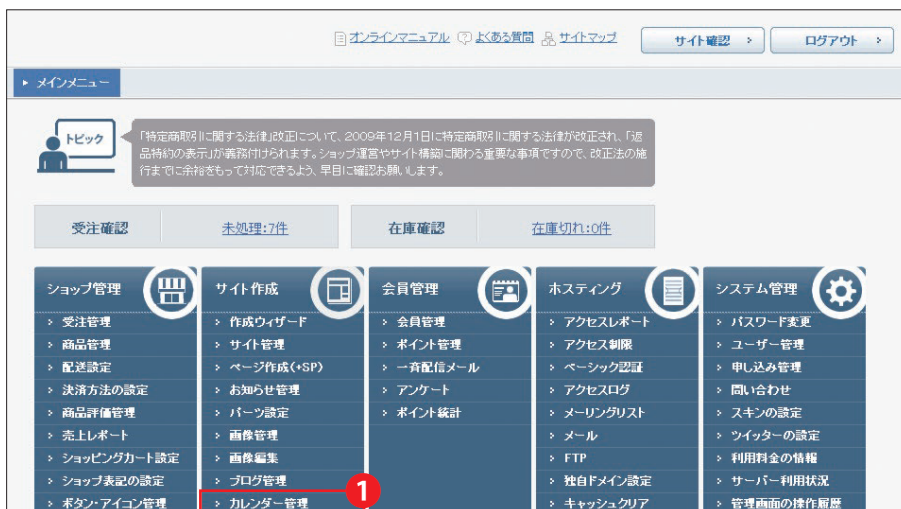 オンラインマニュアル よくある質問 サイトマップ サイト確認 ログアウト
メインメニュー
トピック
「特定商取引に関する法律」改正について、2009年12月1日に特定商取引に関する法律が改正され、「返
品特約の表示」が義務付けられます。ショップ運営やサイト構築に関わる重要な事項ですので、改正法の施
行までに余裕をもって対応できるよう、早目に確認お願いします。
受注確認 未処理:7件 在庫確認 在庫切れ:0件
ショップ管理
受注管理
商品管理
配送設定
決済方法の設定
商品評価管理
売上レポート
ショッピングカート設定
ショップ表記の設定
ボタン・アイコン管理
サイト作成
作成ウィザード
サイト管理
ページ作成(+SP)
お知らせ管理
パーツ設定
画像管理
画像編集
ブログ管理
カレンダー管理
1
会員管理
会員管理
ポイント管理
一斉配信メール
アンケート
ポイント統計
ホスティング
アクセスレポート
アクセス制限
ベーシック認証
アクセスログ
メーリングリスト
メール
FTP
独自ドメイン設定
キャッシュクリア
システム管理
パスワード変更
ユーザー管理
申し込み管理
問い合わせ
スキンの設定
ツイッターの設定
利用料金の情報
サーバー利用状況
管理画面の操作履歴